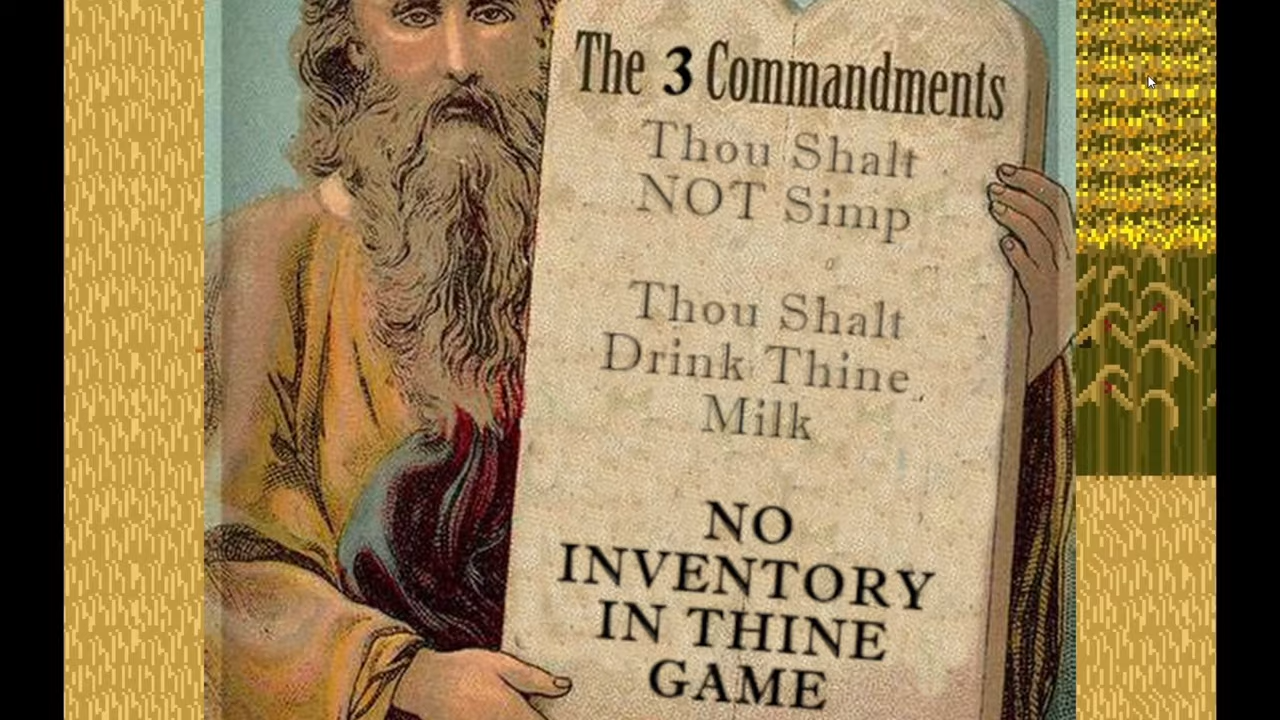 The 3 Commandments
Thou Shalt
NOT Simp
Thou Shalt
Drink Thine
Milk
NO
INVENTORY
IN THINE
GAME